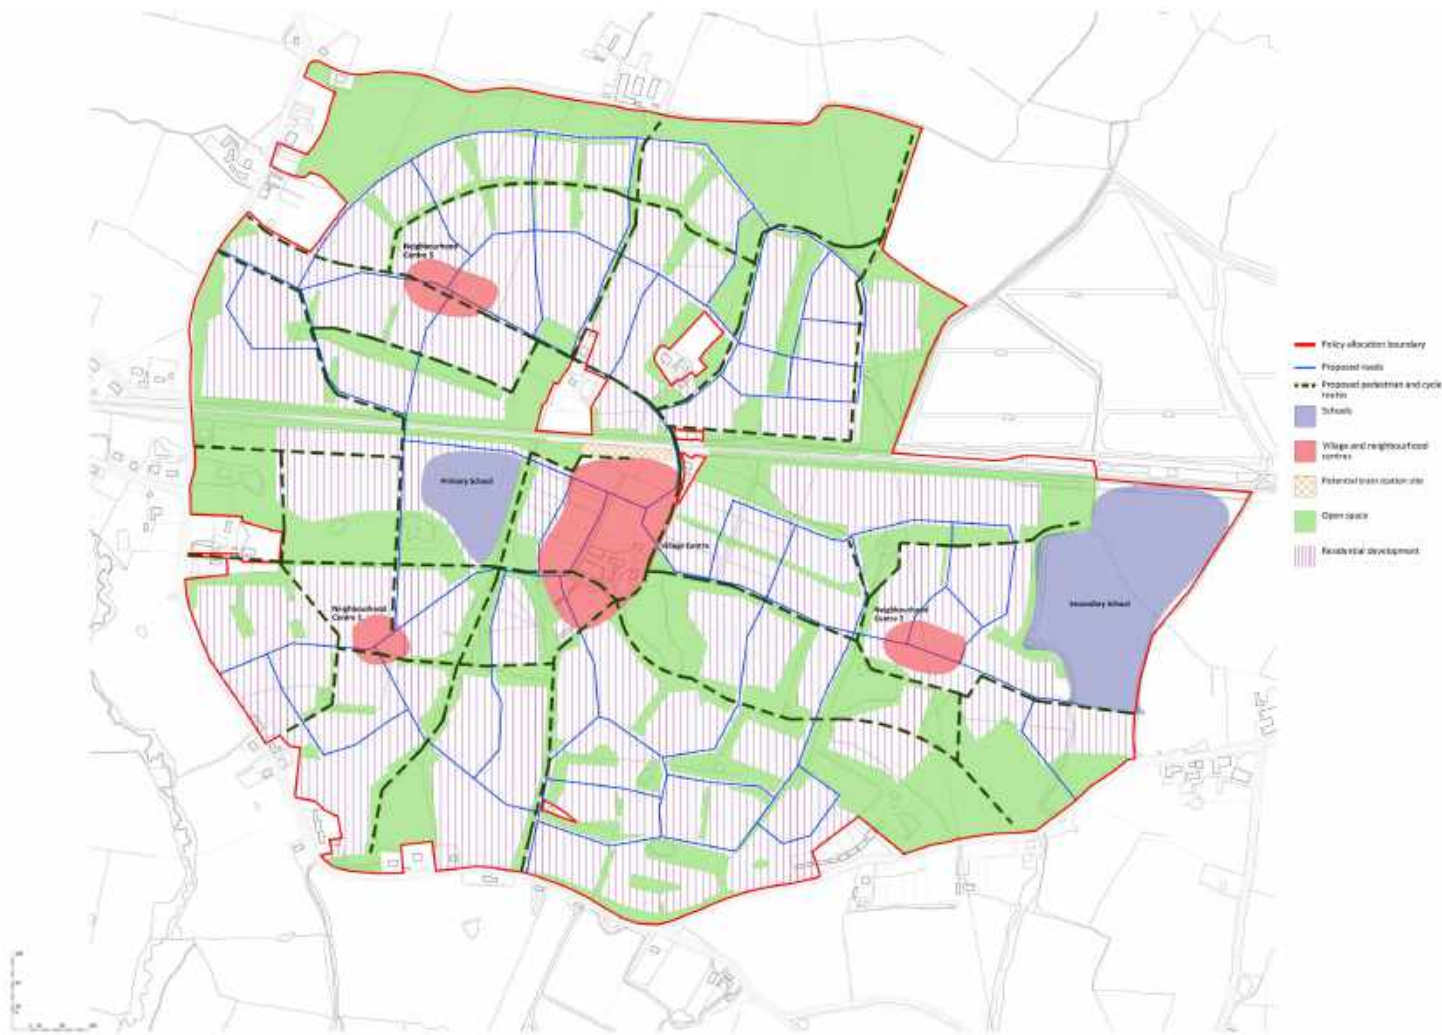 Neighbourhood
Centre 3
Policy allocation boundary
Proposed roads
Proposed pedestrian and cycle
routes
Schools
Village and neighbourhood
centres
Potential train station site
Open space
Residential development
Primary School
Village Centre
Neighbourhood
Centre 1
Neighbourhood
Centre 2
Secondary School